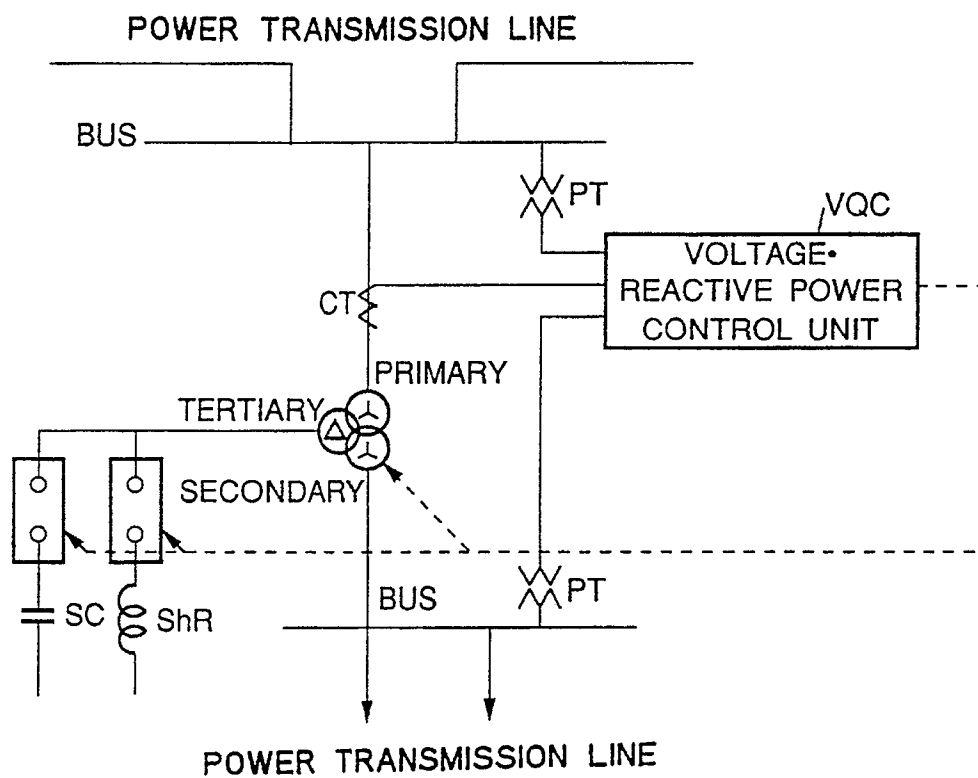 POWER TRANSMISSION LINE
BUS
PT
VQC
VOLTAGE•
REACTIVE POWER
CONTROL UNIT
CT
PRIMARY
TERTIARY
SECONDARY
SC
ShR
BUS
PT
POWER TRANSMISSION LINE